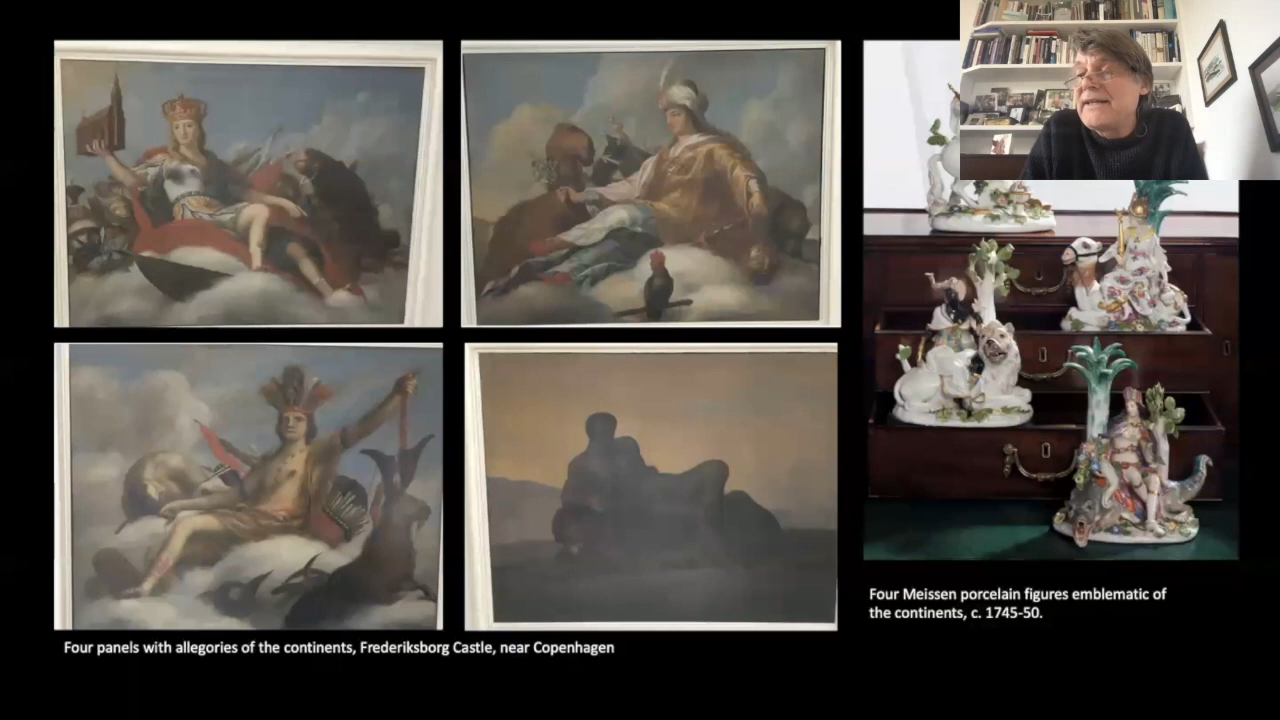 Four Meissen porcelain figures emblematic of
the continents, c. 1745-50.
Four panels with allegories of the continents, Frederiksborg Castle, near Copenhagen